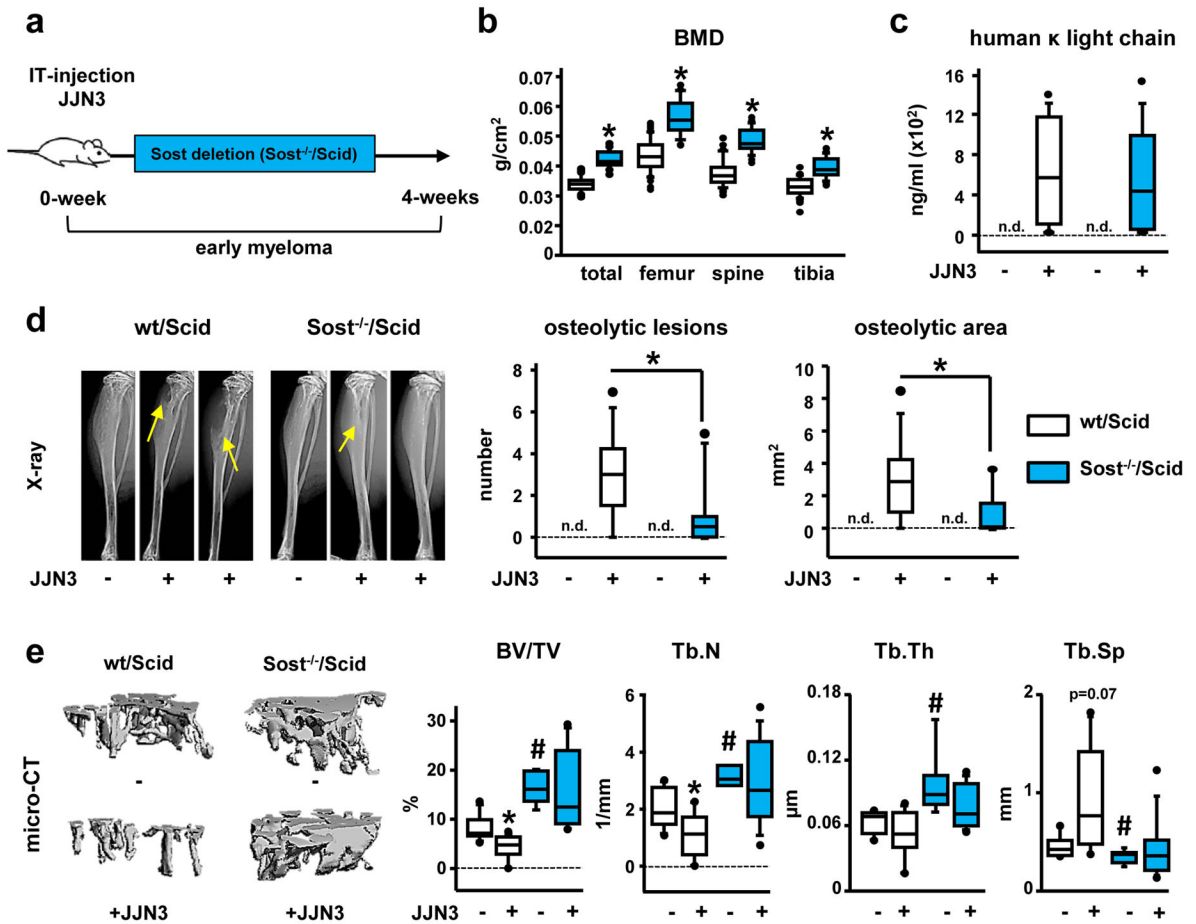 a
IT-injection
JJN3
Sost deletion (Sost-/-/Scid)
0-week
4-weeks
early myeloma
b
BMD
g/cm²
0.07
0.06
0.05
0.04
0.03
0.02
0
total femur spine tibia
*
*
*
*
c
human κ light chain
ng/ml (x10²)
16
12
8
4
0
n.d.
n.d.
JJN3 - + - +
d
wt/Scid
Sost-/-/Scid
X-ray
JJN3 - + + - + +
osteolytic lesions
number
8
6
4
2
0
*
n.d.
n.d.
JJN3 - + - +
osteolytic area
mm²
10
8
6
4
2
0
*
n.d.
n.d.
JJN3 - + - +
wt/Scid
Sost-/-/Scid
e
wt/Scid
Sost-/-/Scid
micro-CT
- -
+JJN3 +JJN3
BV/TV
%
30
20
10
0
*
#
JJN3 - + - +
Tb.N
1/mm
6
4
2
0
*
#
- + - +
Tb.Th
µm
0.18
0.12
0.06
0
#
- + - +
Tb.Sp
mm
2
1
0
p=0.07
#
- + - +